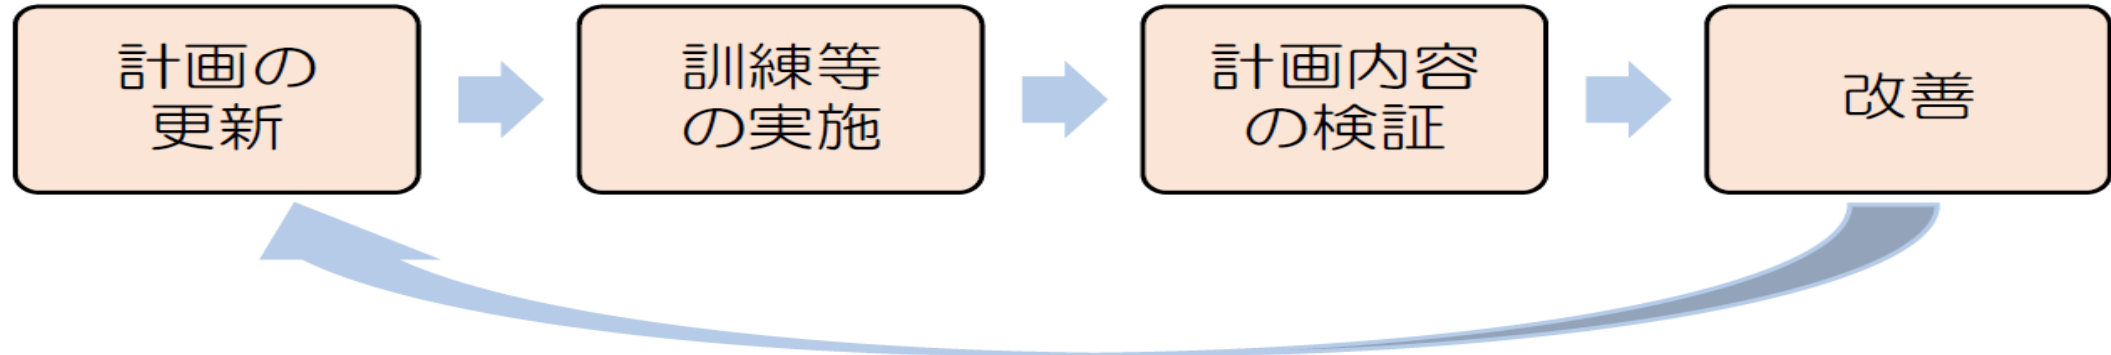 計画の
更新
訓練等
の実施
計画内容
の検証
改善